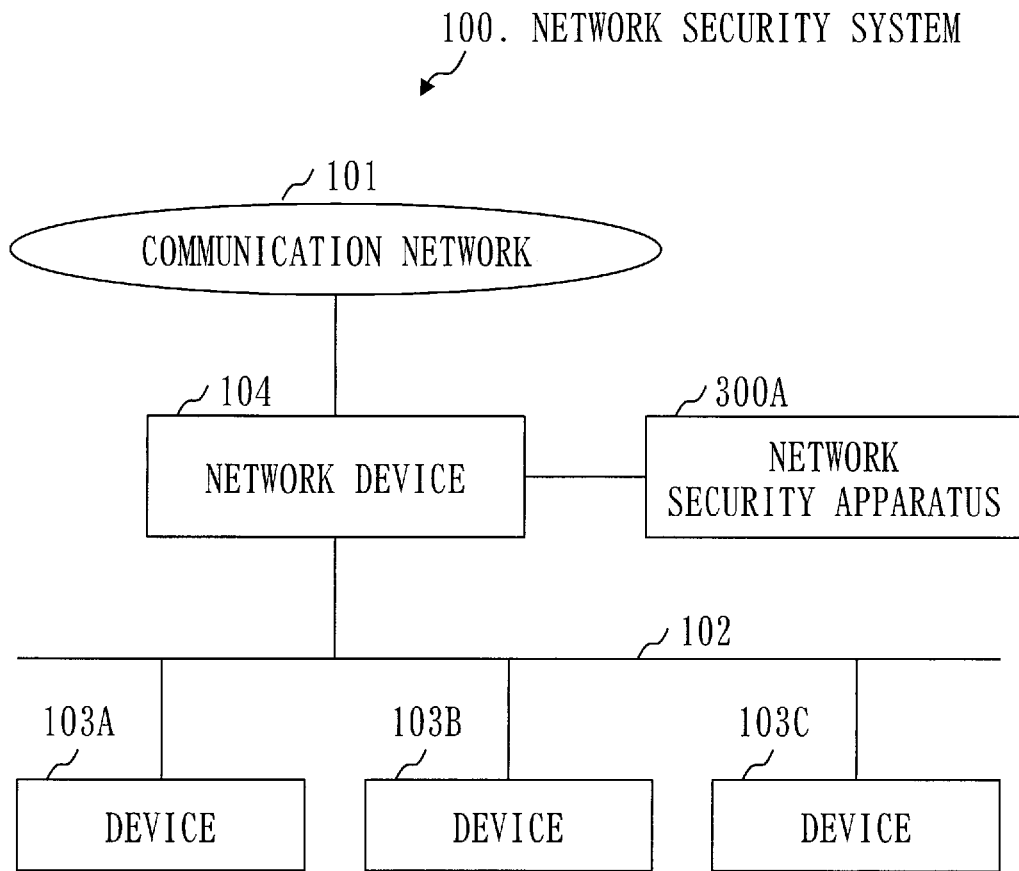 100. NETWORK SECURITY SYSTEM
101
COMMUNICATION NETWORK
104
300A
NETWORK DEVICE
NETWORK
SECURITY APPARATUS
102
103A
103B
103C
DEVICE
DEVICE
DEVICE